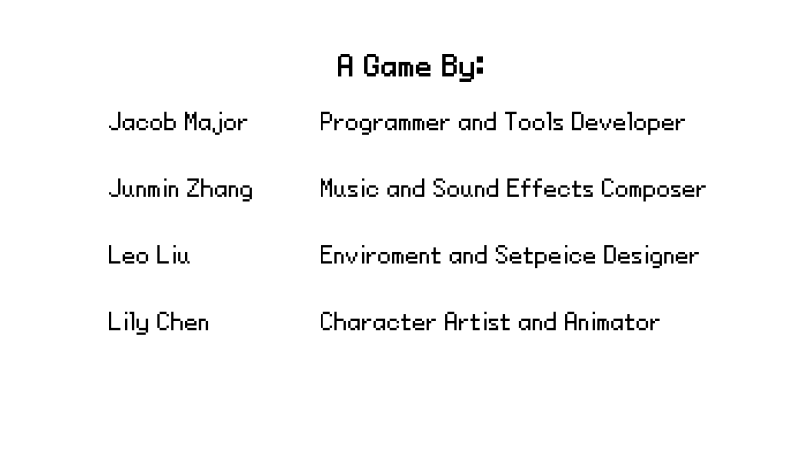 A Game By:
Jacob Major Programmer and Tools Developer
Junmin Zhang Music and Sound Effects Composer
Leo Liu Enviroment and Setpeice Designer
Lily Chen Character Artist and Animator